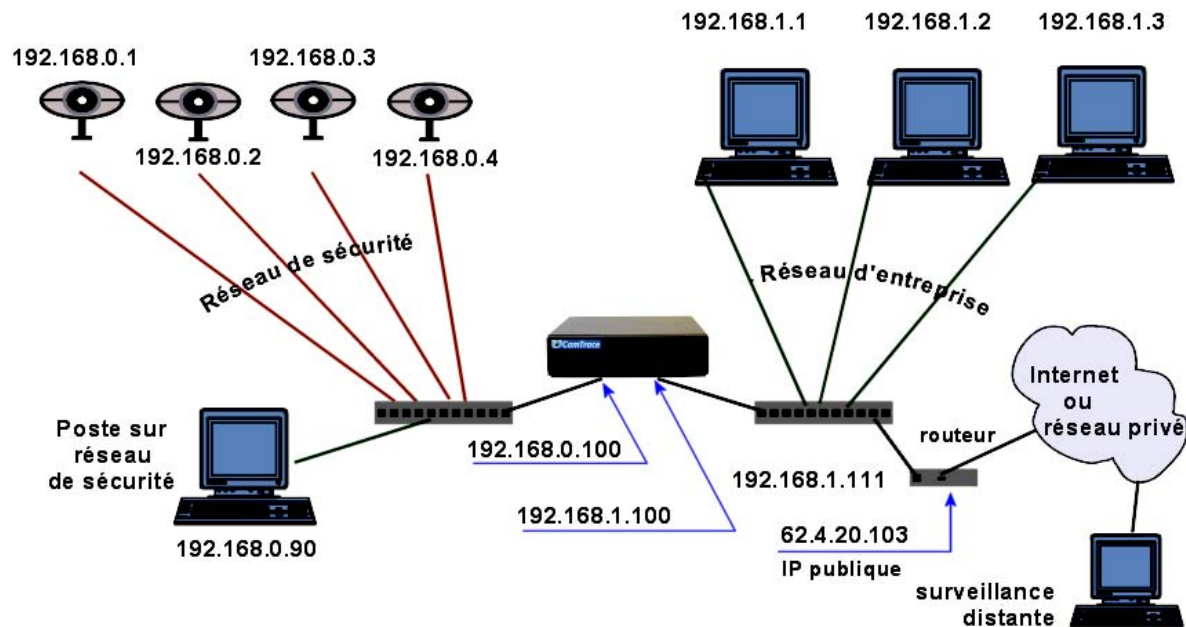 192.168.0.1
192.168.0.3
192.168.0.2
192.168.0.4
192.168.1.1
192.168.1.2
192.168.1.3
Réseau de sécurité
Réseau d'entreprise
CamTrace
Internet
ou
réseau privé
Poste sur
réseau
de sécurité
192.168.0.90
192.168.0.100
192.168.1.100
routeur
192.168.1.111
62.4.20.103
IP publique
surveillance
distante